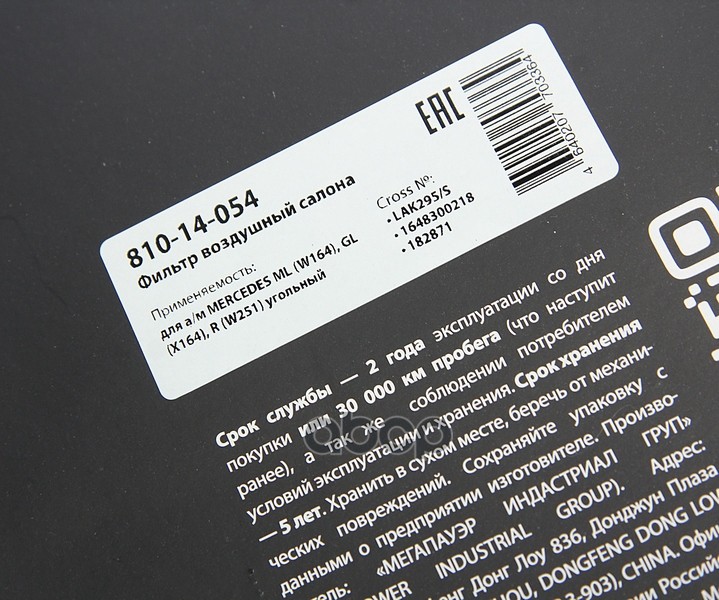 810-14-054
Фильтр воздушный салона
Применяемость:
для а/м MERCEDES ML (W164), GL
(X164), R (W251) угольный
Cross №:
• LAK295/S
• 1648300218
• 182871
EAC
4 640207 703364
Срок службы — 2 года эксплуатации со дня
покупки или 30 000 км пробега (что наступит
ранее), а так же соблюдении потребителем
условий эксплуатации и хранения. Срок хранения
— 5 лет. Хранить в сухом месте, беречь от механи-
ческих повреждений. Сохраняйте упаковку с
данными о предприятии изготовителе. Произво-
«МЕГАПАУЭР ИНДАСТРИАЛ ГРУП»
INDUSTRIAL GROUP). Адрес:
Донг Лоу 836, Донджун Плаза
DONGFENG DONG LOU
CHINA.